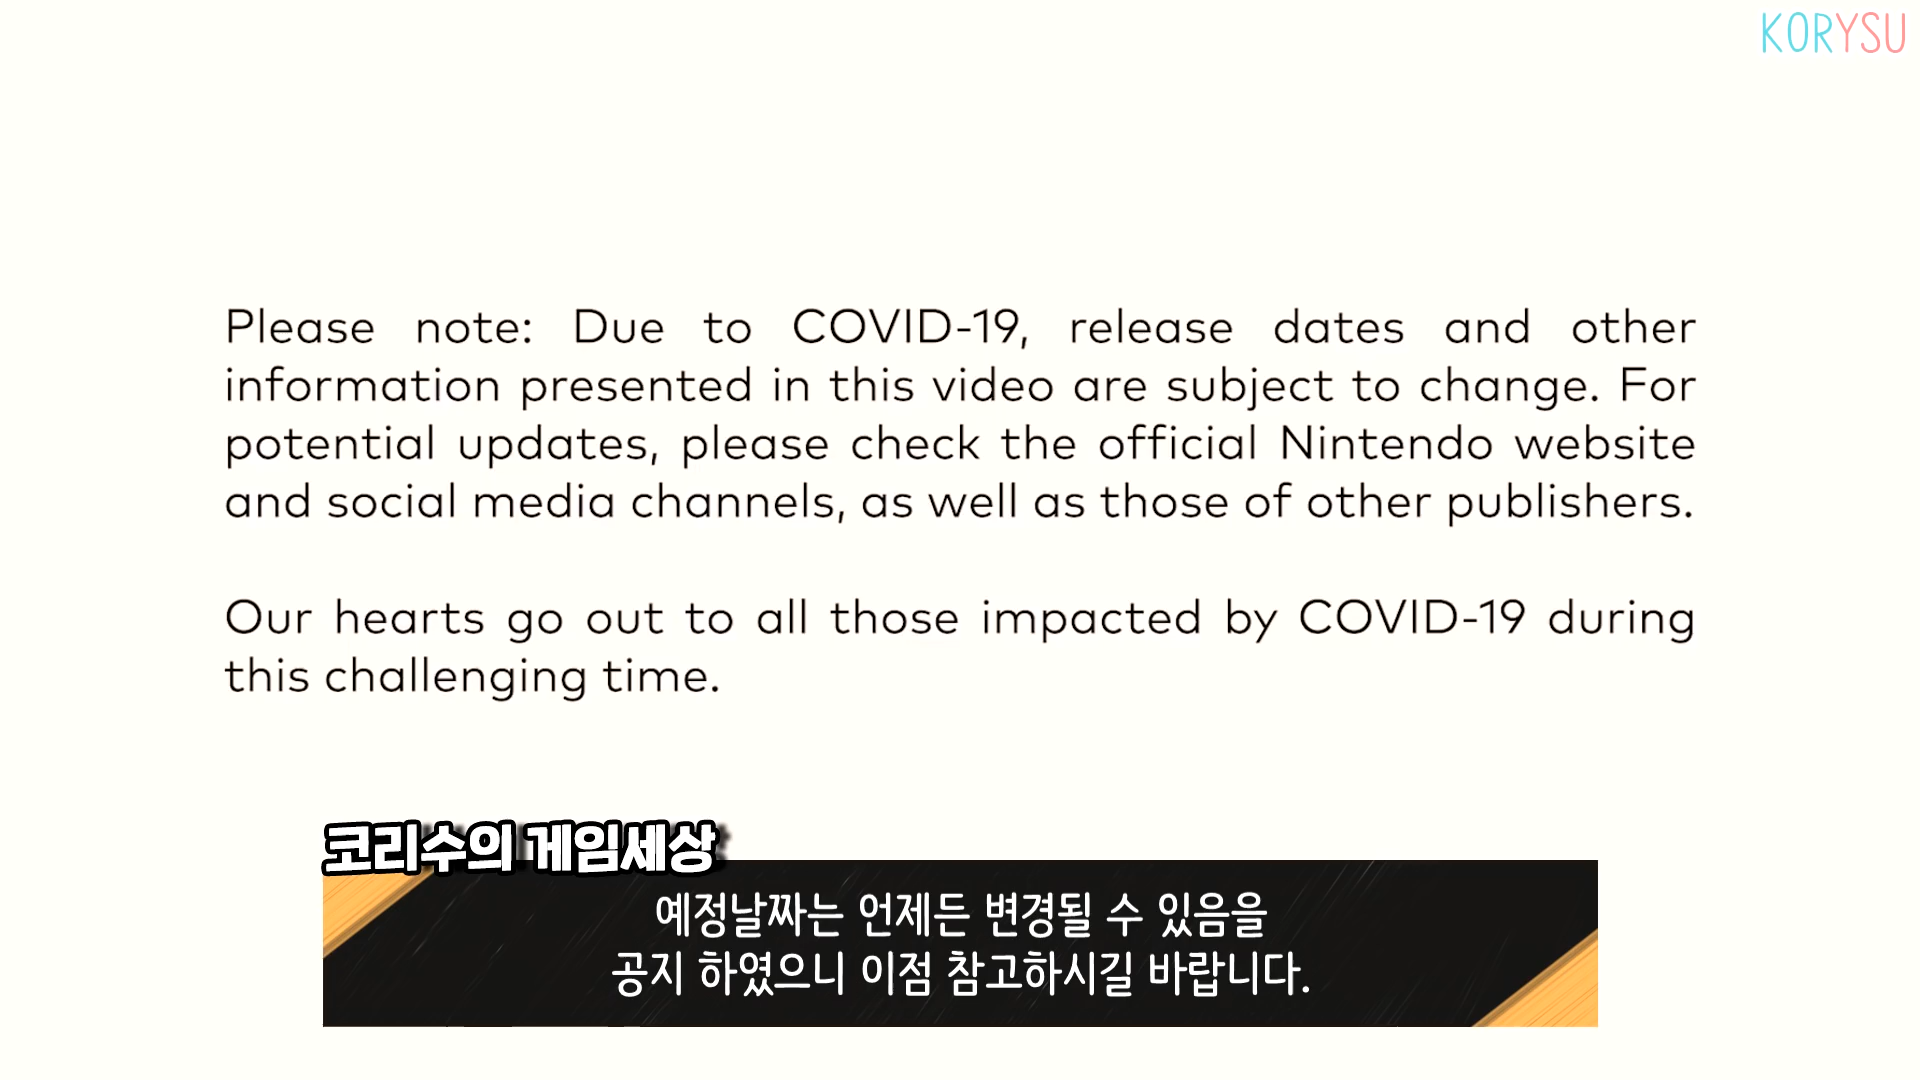 KORYSU
Please note: Due to COVID-19, release dates and other
information presented in this video are subject to change. For
potential updates, please check the official Nintendo website
and social media channels, as well as those of other publishers.
Our hearts go out to all those impacted by COVID-19 during
this challenging time.
코리수의 게임세상
예정날짜는 언제든 변경될 수 있음을
공지 하였으니 이점 참고하시길 바랍니다.